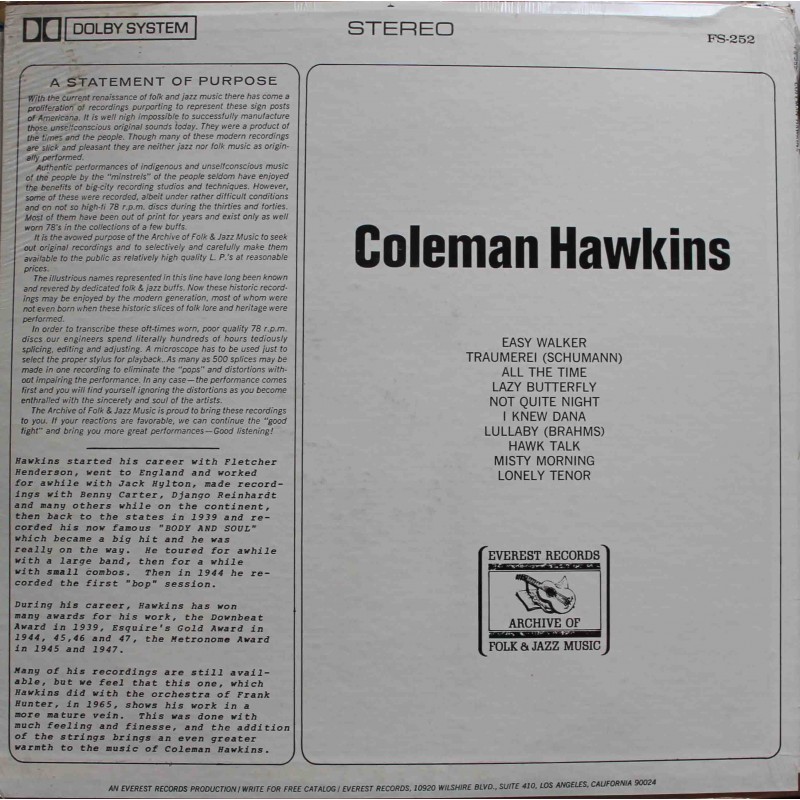 DOLBY SYSTEM
STEREO
FS-252
A STATEMENT OF PURPOSE
With the current renaissance of folk and jazz music there has come a
proliferation of recordings purporting to represent these sign posts
of Americana. It is well nigh impossible to successfully manufacture
those unselfconscious original sounds today. They were a product of
the times and the people. Though many of these modern recordings
are slick and pleasant they are neither jazz nor folk music as origin-
ally performed.
Authentic performances of indigenous and unselfconscious music
of the people by the "minstrels" of the people seldom have enjoyed
the benefits of big-city recording studios and techniques. However,
some of these were recorded, albeit under rather difficult conditions
and on not so high-fi 78 r.p.m. discs during the thirties and forties.
Most of them have been out of print for years and exist only as well
worn 78's in the collections of a few buffs.
It is the avowed purpose of the Archive of Folk & Jazz Music to seek
out original recordings and to selectively and carefully make them
available to the public as relatively high quality L. P.'s at reasonable
prices.
The illustrious names represented in this line have long been known
and revered by dedicated folk & jazz buffs. Now these historic record-
ings may be enjoyed by the modern generation, most of whom were
not even born when these historic slices of folk lore and heritage were
performed.
In order to transcribe these oft-times worn, poor quality 78 r.p.m.
discs our engineers spend literally hundreds of hours tediously
splicing, editing and adjusting. A microscope has to be used just to
select the proper stylus for playback. As many as 500 splices may be
made in one recording to eliminate the "pops" and distortions with-
oot impairing the performance. In any case—the performance comes
first and you will find yourself ignoring the distortions as you become
enthralled with the sincerety and soul of the artists.
The Archive of Folk & Jazz Music is proud to bring these recordings
to you. If your reactions are favorable, we can continue the "good
fight" and bring you more great performances—Good listening!
Hawkins started his career with Fletcher
Henderson, went to England and worked
for awhile with Jack Hylton, made record-
ings with Benny Carter, Django Reinhardt
and many others while on the continent,
then back to the states in 1939 and re-
corded his now famous "BODY AND SOUL"
which became a big hit and he was
really on the way. He toured for awhile
with a large band, then for a while
with small combos. Then in 1944 he re-
corded the first "bop" session.
During his career, Hawkins has won
many awards for his work, the Downbeat
Award in 1939, Esquire's Gold Award in
1944, 45,46 and 47, the Metronome Award
in 1945 and 1947.
Many of his recordings are still avail-
able, but we feel that this one, which
Hawkins did with the orchestra of Frank
Hunter, in 1965, shows his work in a
more mature vein. This was done with
much feeling and finesse, and the addition
of the strings brings an even greater
warmth to the music of Coleman Hawkins.
Coleman Hawkins
EASY WALKER
TRAUMEREI (SCHUMANN)
ALL THE TIME
LAZY BUTTERFLY
NOT QUITE NIGHT
I KNEW DANA
LULLABY (BRAHMS)
HAWK TALK
MISTY MORNING
LONELY TENOR
EVEREST RECORDS
ARCHIVE OF
FOLK & JAZZ MUSIC
AN EVEREST RECORDS PRODUCTION / WRITE FOR FREE CATALOG / EVEREST RECORDS, 10920 WILSHIRE BLVD., SUITE 410, LOS ANGELES, CALIFORNIA 90024